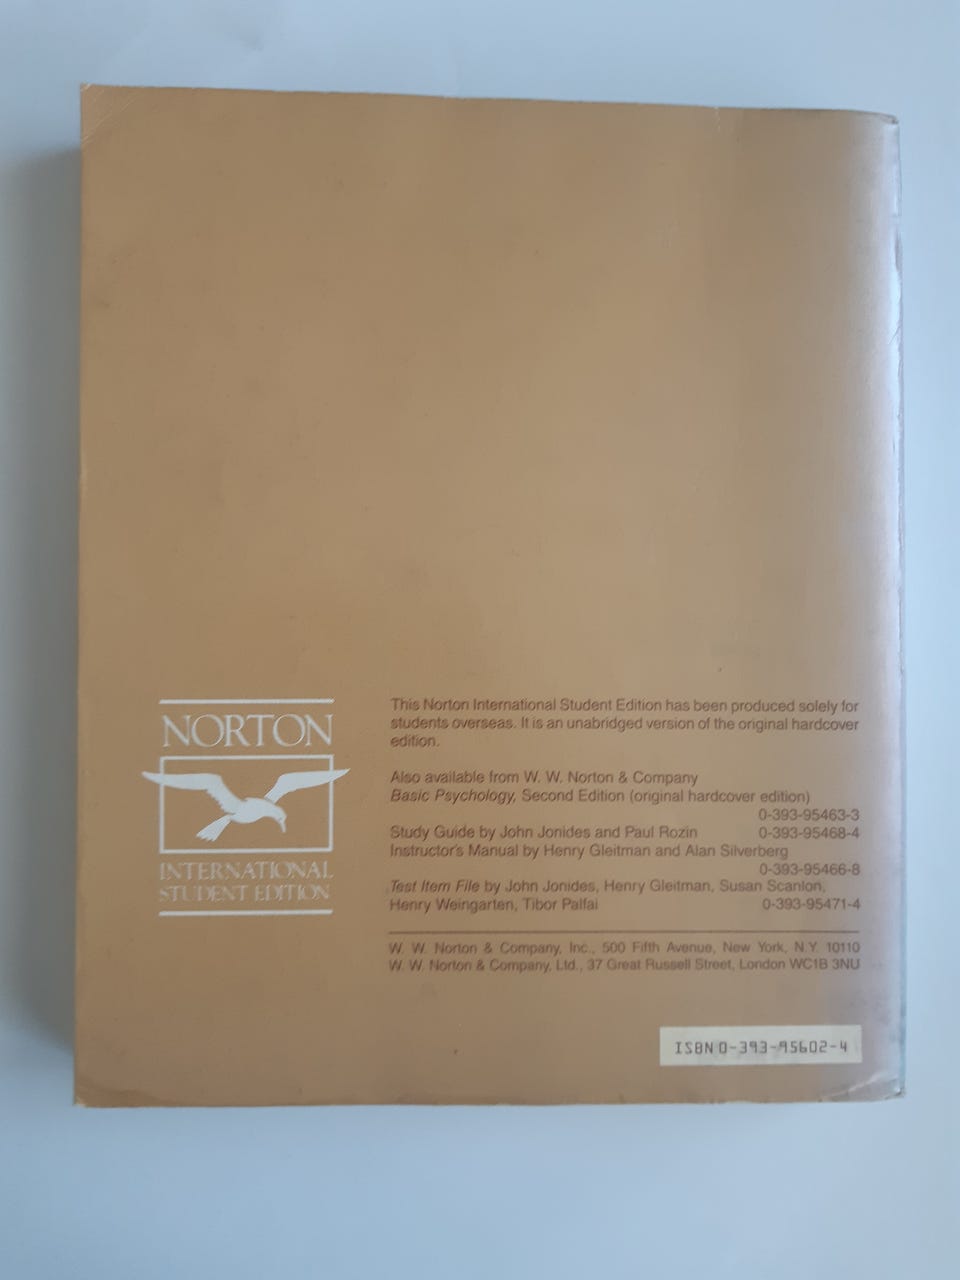 NORTON
INTERNATIONAL
STUDENT EDITION
This Norton International Student Edition has been produced solely for
students overseas. It is an unabridged version of the original hardcover
edition.
Also available from W. W. Norton & Company
Basic Psychology, Second Edition (original hardcover edition)
0-393-95463-3
Study Guide by John Jonides and Paul Rozin 0-393-95468-4
Instructor's Manual by Henry Gleitman and Alan Silverberg
0-393-95466-8
Test Item File by John Jonides, Henry Gleitman, Susan Scanlon,
Henry Weingarten, Tibor Palfai 0-393-95471-4
W. W. Norton & Company, Inc., 500 Fifth Avenue, New York, N.Y. 10110
W. W. Norton & Company, Ltd., 37 Great Russell Street, London WC1B 3NU
ISBN 0-393-95602-4